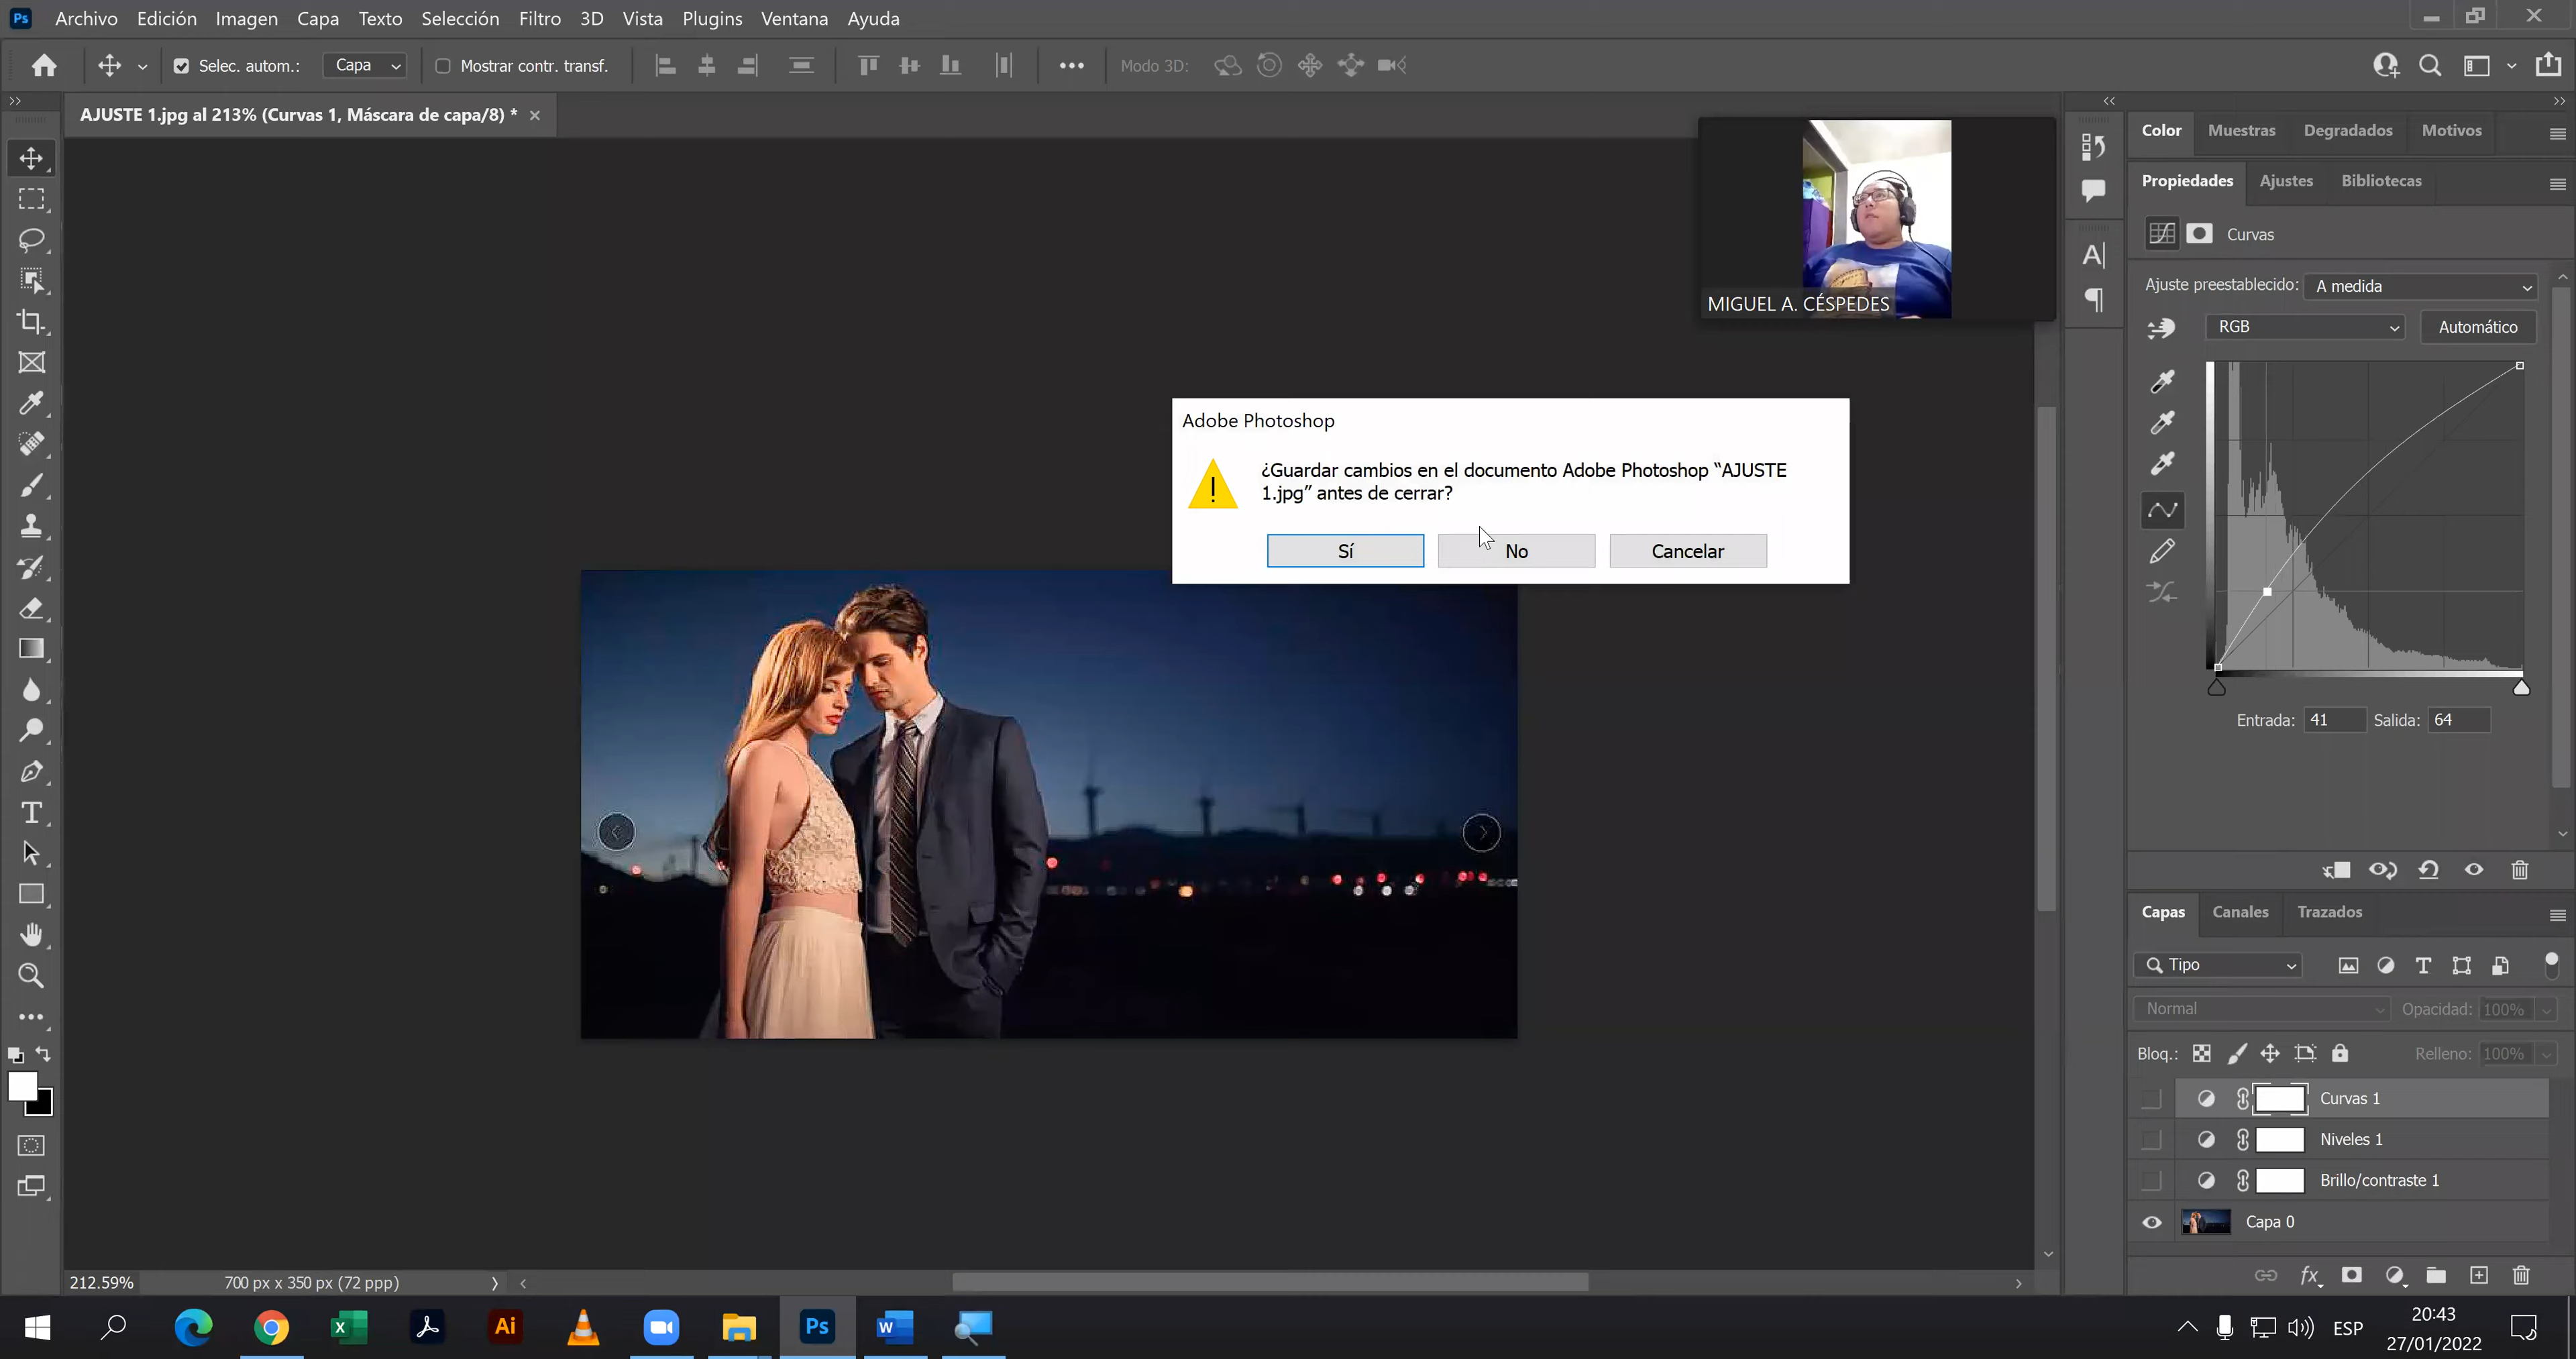 Ps Archivo Edición Imagen Capa Texto Selección Filtro 3D Vista Plugins Ventana Ayuda
Selec. autom.: Capa Mostrar contr. transf. Modo 3D:
AJUSTE 1.jpg al 213% (Curvas 1, Máscara de capa/8) *
Color Muestras Degradados Motivos
Propiedades Ajustes Bibliotecas
Curvas
Ajuste preestablecido: A medida
RGB Automático
MIGUEL A. CÉSPEDES
Adobe Photoshop
¿Guardar cambios en el documento Adobe Photoshop “AJUSTE
1.jpg” antes de cerrar?
Sí No Cancelar
Entrada: 41 Salida: 64
Capas Canales Trazados
Tipo
Normal Opacidad: 100%
Bloq.: Relleno: 100%
Curvas 1
Niveles 1
Brillo/contraste 1
Capa 0
fx
212.59% 700 px x 350 px (72 ppp)
Ai Ps W
ESP
20:43
27/01/2022